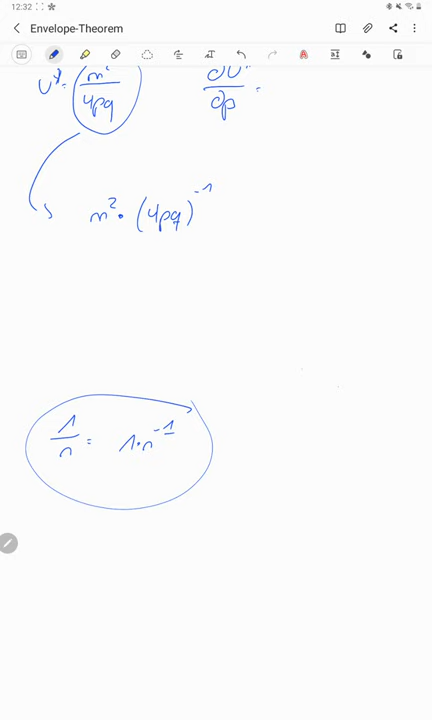 12:32
Envelope-Theorem
U* = m²/4pq ∂U*/∂p =
m² · (4pq)⁻¹
1/n = 1·n⁻¹